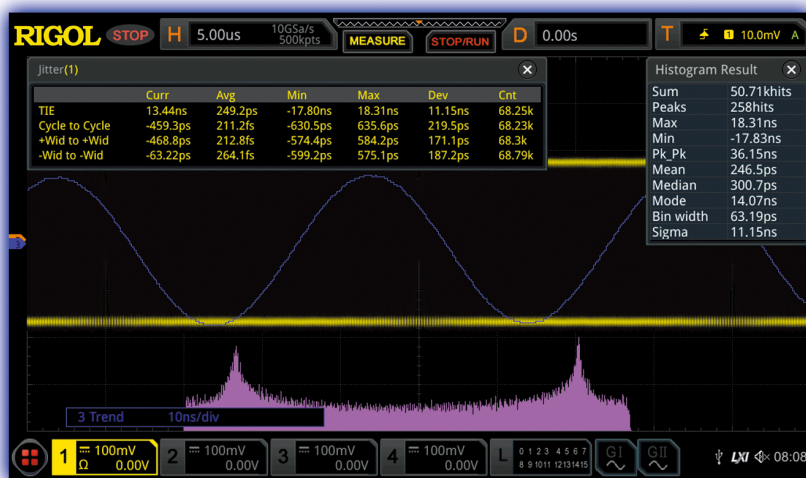 RIGOL STOP H 5.00us 10GSa/s 500kpts MEASURE STOP/RUN D 0.00s T 1 10.0mV A
Jitter(1)
Curr Avg Min Max Dev Cnt
TIE 13.44ns 249.2ps -17.80ns 18.31ns 11.15ns 68.25k
Cycle to Cycle -459.3ps 211.2fs -630.5ps 635.6ps 219.5ps 68.23k
+Wid to +Wid -468.8ps 212.8fs -574.4ps 584.2ps 171.1ps 68.3k
-Wid to -Wid -63.22ps 264.1fs -599.2ps 575.1ps 187.2ps 68.79k
Histogram Result
Sum 50.71khits
Peaks 258hits
Max 18.31ns
Min -17.83ns
Pk_Pk 36.15ns
Mean 246.5ps
Median 300.7ps
Mode 14.07ns
Bin width 63.19ps
Sigma 11.15ns
3
3 Trend 10ns/div
1 100mV Ω 0.00V
2 100mV 0.00V
3 100mV 0.00V
4 100mV 0.00V
L 0 1 2 3 4 5 6 7
8 9 10 11 12 13 14 15
GI GII
LXI 08:08